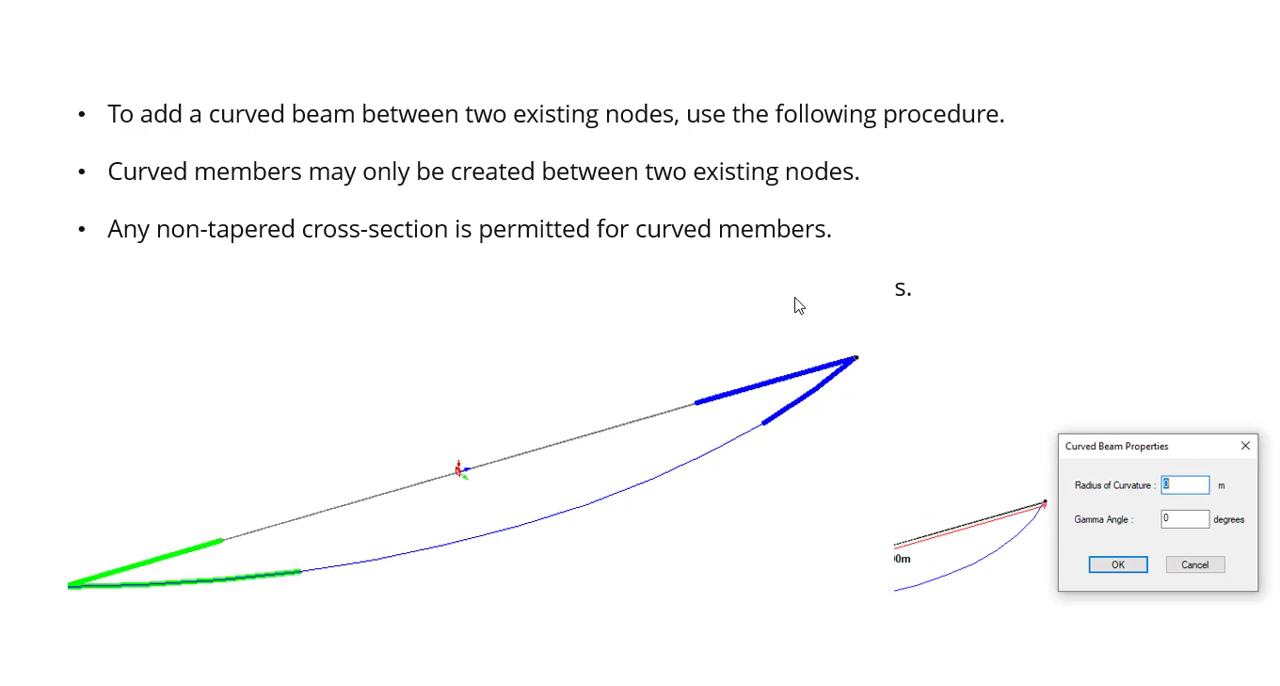 • To add a curved beam between two existing nodes, use the following procedure.
• Curved members may only be created between two existing nodes.
• Any non-tapered cross-section is permitted for curved members.
s.
Curved Beam Properties
Radius of Curvature : 0 m
Gamma Angle : 0 degrees
0m
OK Cancel